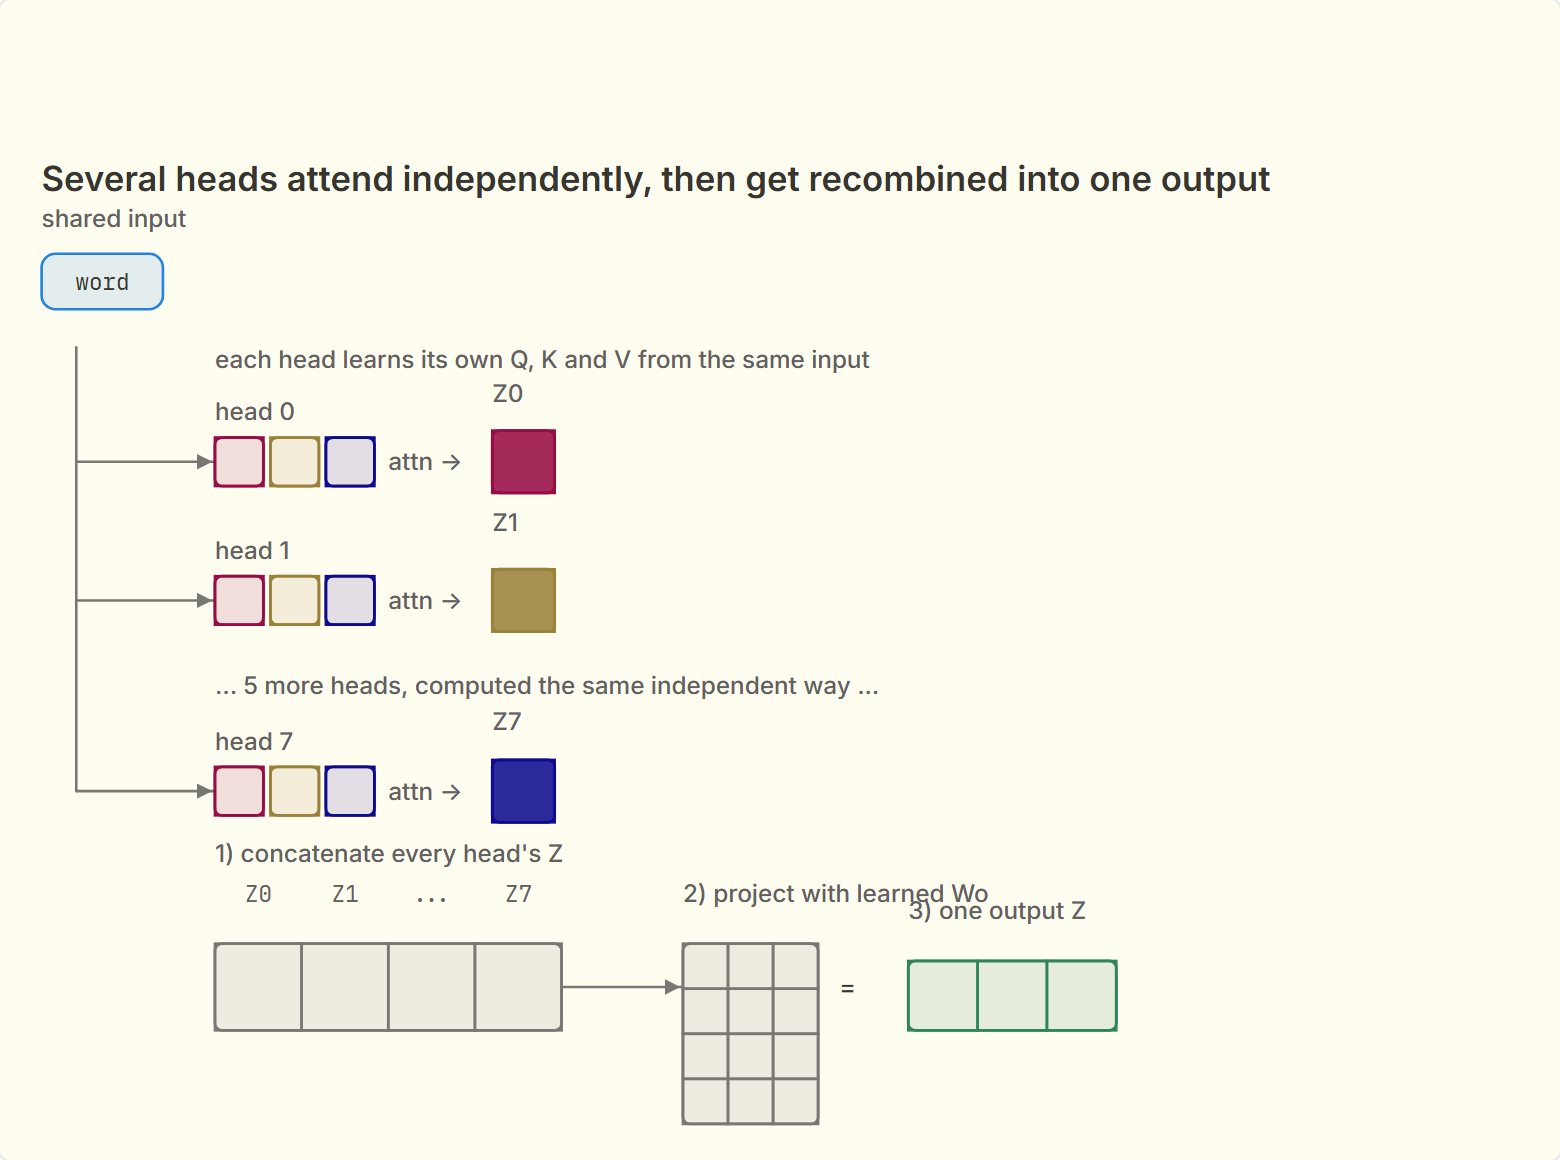 Several heads attend independently, then get recombined into one output
shared input
word
each head learns its own Q, K and V from the same input
Z0
head 0
attn →
Z1
head 1
attn →
... 5 more heads, computed the same independent way ...
Z7
head 7
attn →
1) concatenate every head's Z
Z0 Z1 ... Z7
2) project with learned Wo
3) one output Z
=